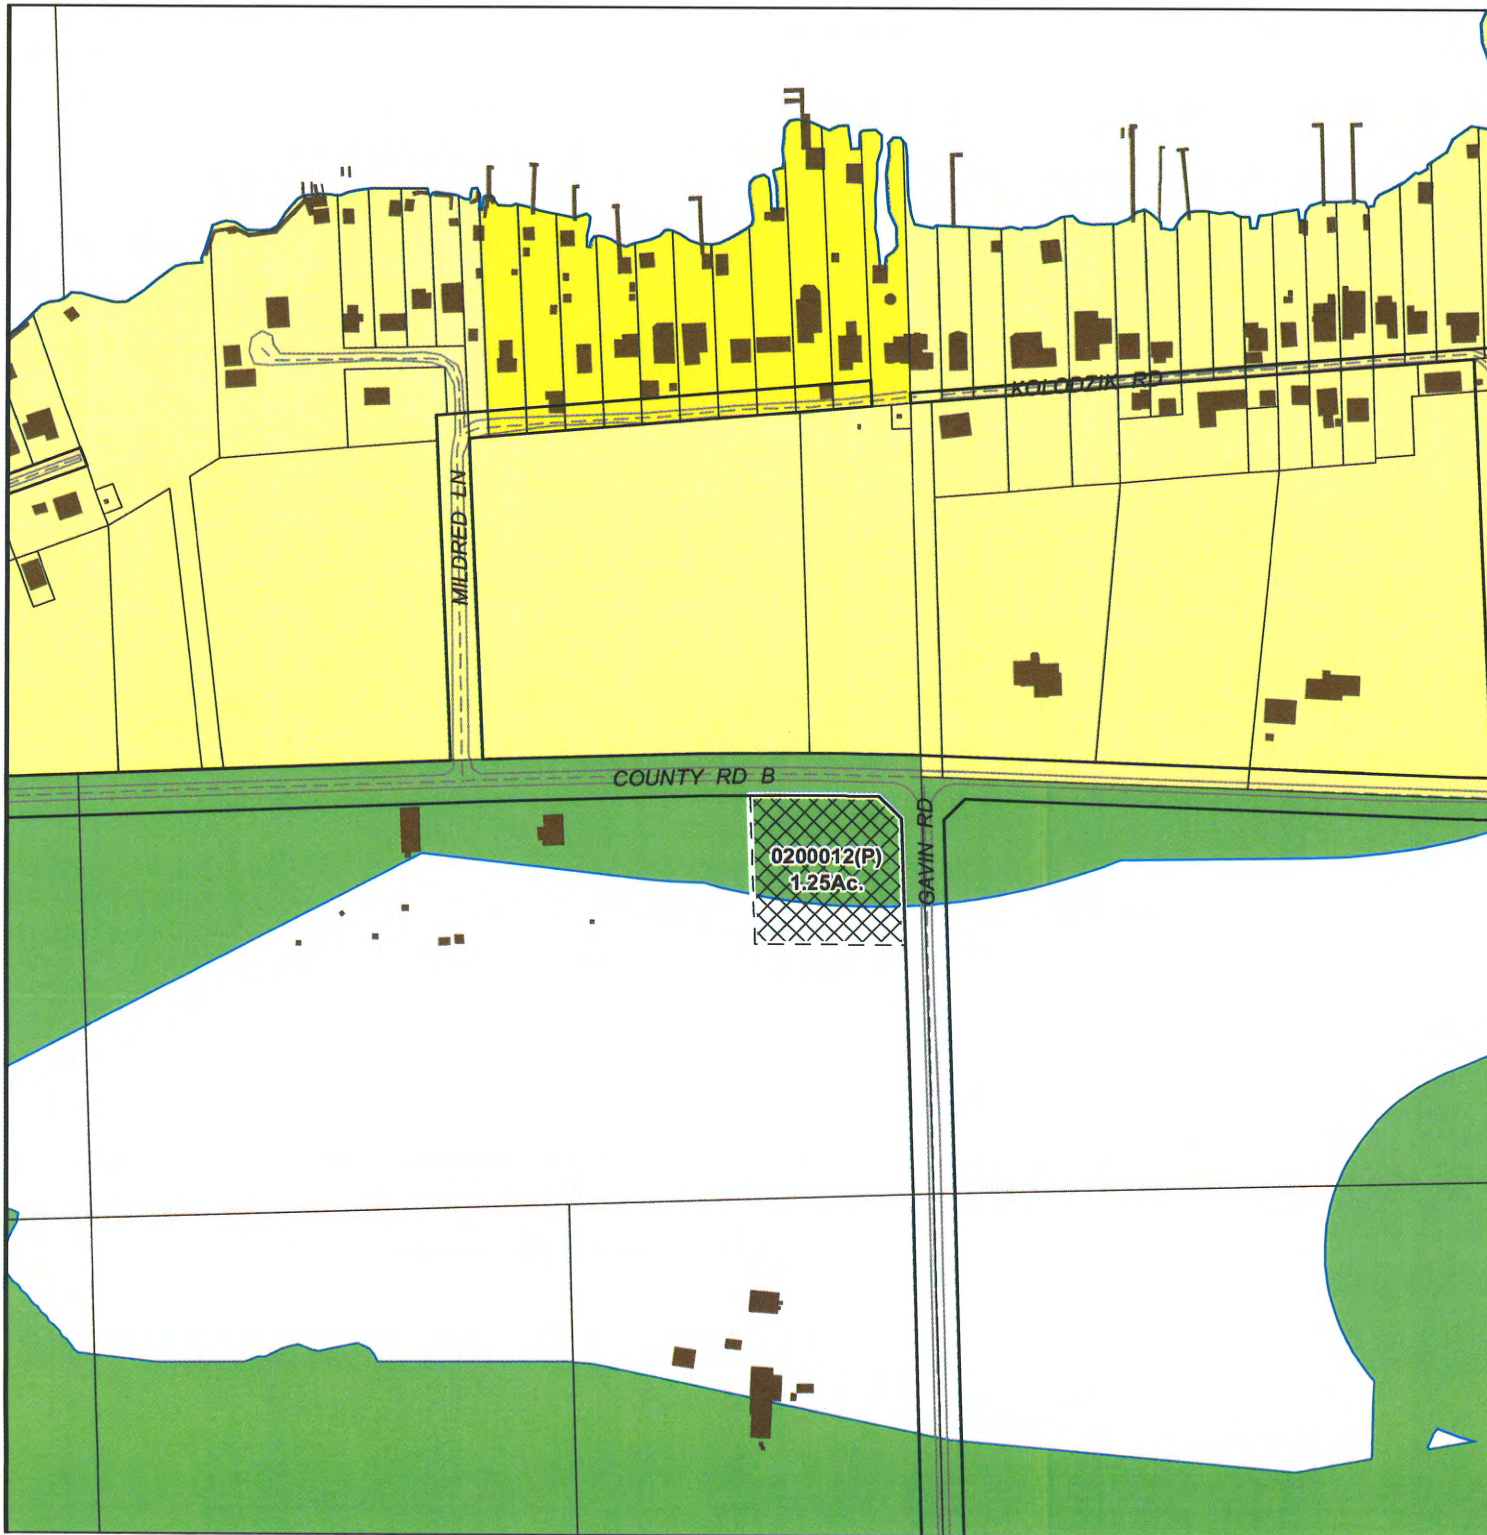 KOLODZIK RD
MILDRED LN
COUNTY RD B
GAVIN RD
0200012(P)
1.25Ac.